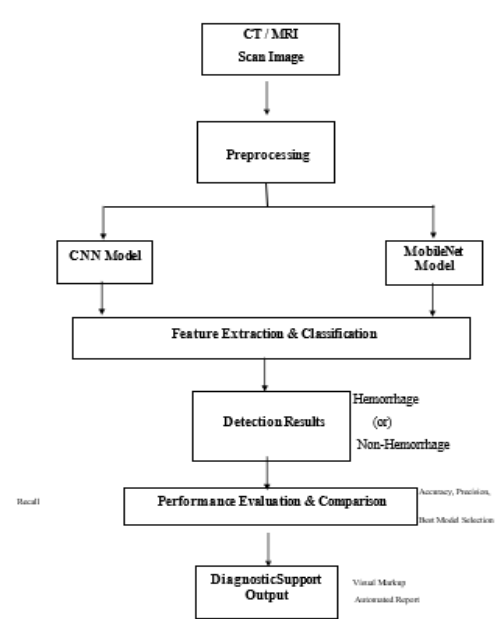 CT / MRI
Scan Image
Preprocessing
CNN Model
MobileNet
Model
Feature Extraction & Classification
Detection Results
Hemorrhage
(or)
Non-Hemorrhage
Recall
Performance Evaluation & Comparison
Accuracy, Precision,
Best Model Selection
DiagnosticSupport
Output
Visual Markup
Automated Report